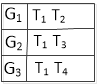 G₁ T₁ T₂
G₂ T₁ T₃
G₃ T₁ T₄